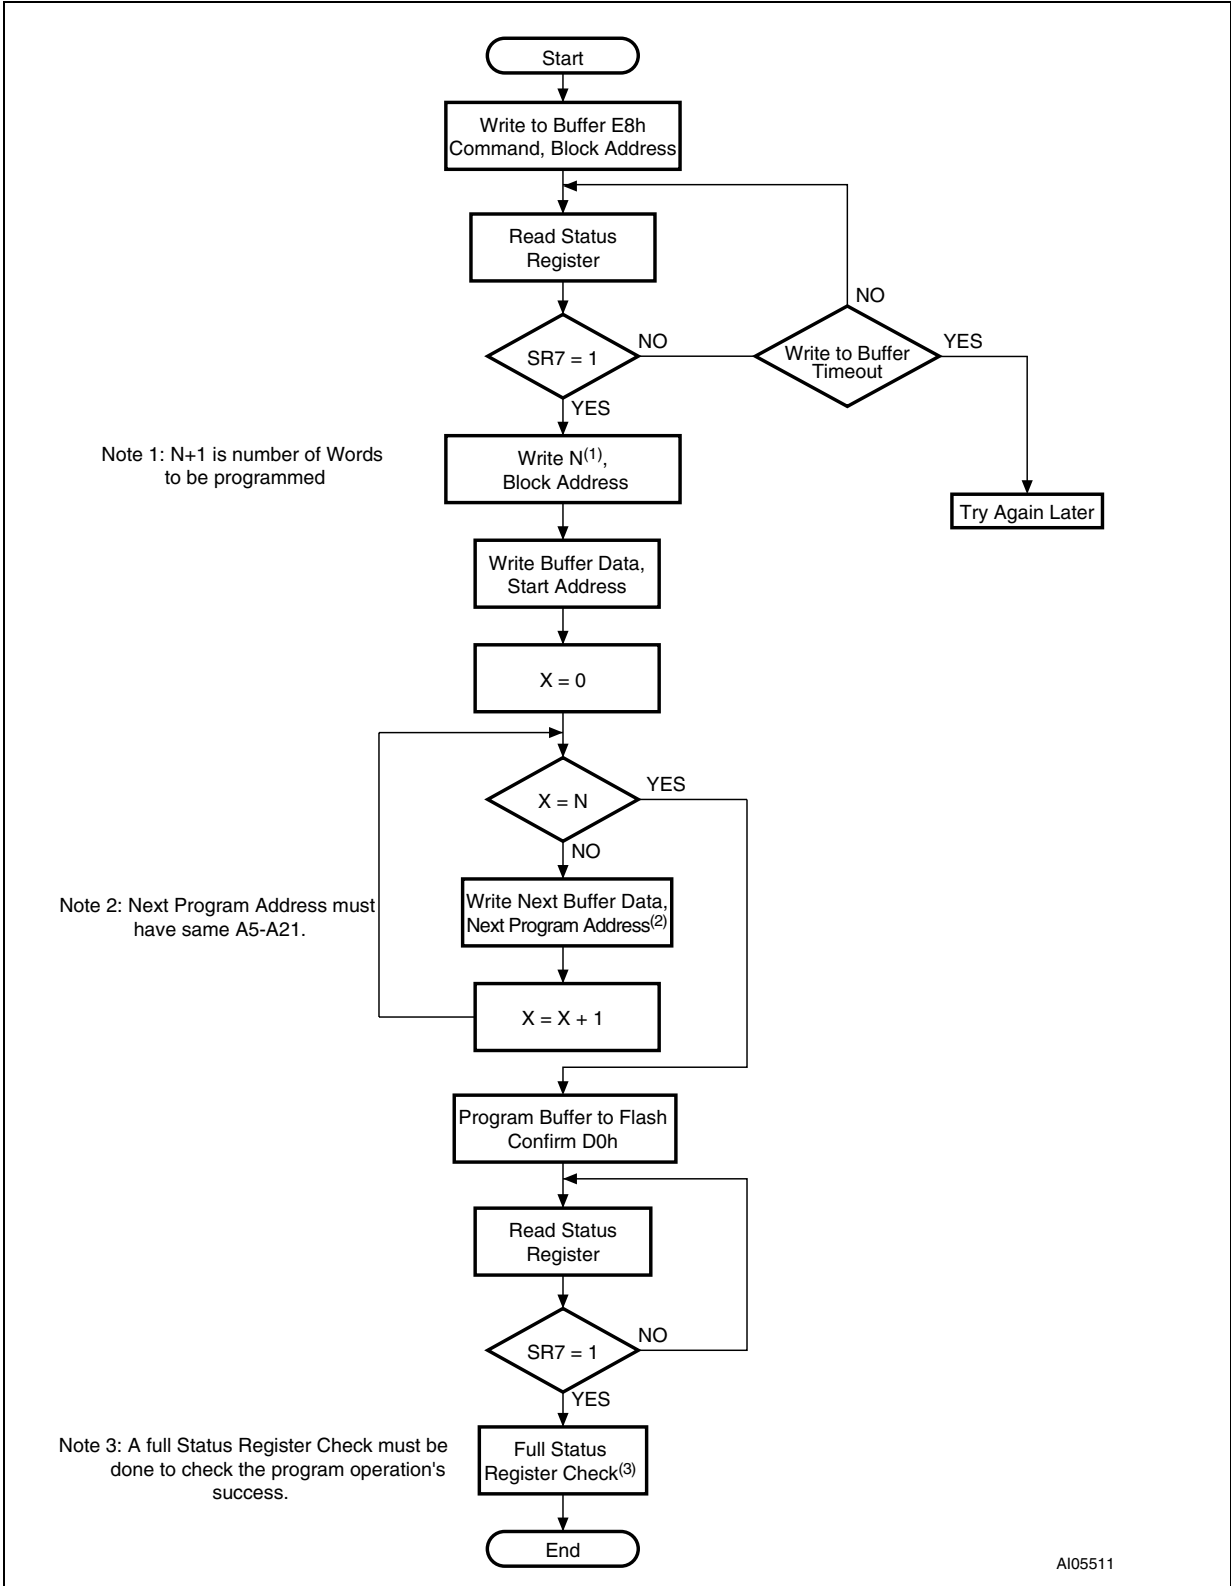 Start
Write to Buffer E8h
Command, Block Address
Read Status
Register
NO
SR7 = 1
NO
Write to Buffer
Timeout
YES
YES
Note 1: N+1 is number of Words
to be programmed
Write N(1),
Block Address
Try Again Later
Write Buffer Data,
Start Address
X = 0
X = N
YES
NO
Note 2: Next Program Address must
have same A5-A21.
Write Next Buffer Data,
Next Program Address(2)
X = X + 1
Program Buffer to Flash
Confirm D0h
Read Status
Register
SR7 = 1
NO
YES
Note 3: A full Status Register Check must be
done to check the program operation's
success.
Full Status
Register Check(3)
End
AI05511